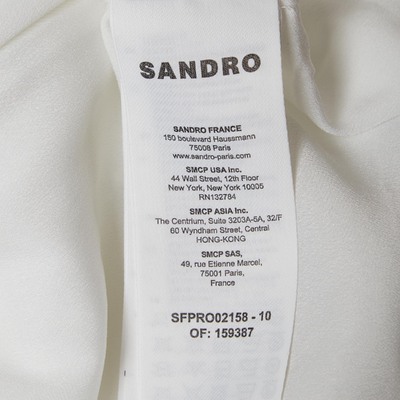 SANDRO
SANDRO FRANCE
150 boulevard Haussmann
75008 Paris
www.sandro-paris.com
SMCP USA Inc.
44 Wall Street, 12th Floor
New York, New York 10005
RN132784
SMCP ASIA Inc.
The Centrium, Suite 3203A-5A, 32/F
60 Wyndham Street, Central
HONG-KONG
SMCP SAS,
49, rue Etienne Marcel,
75001 Paris,
France
SFPRO02158 - 10
OF: 159387